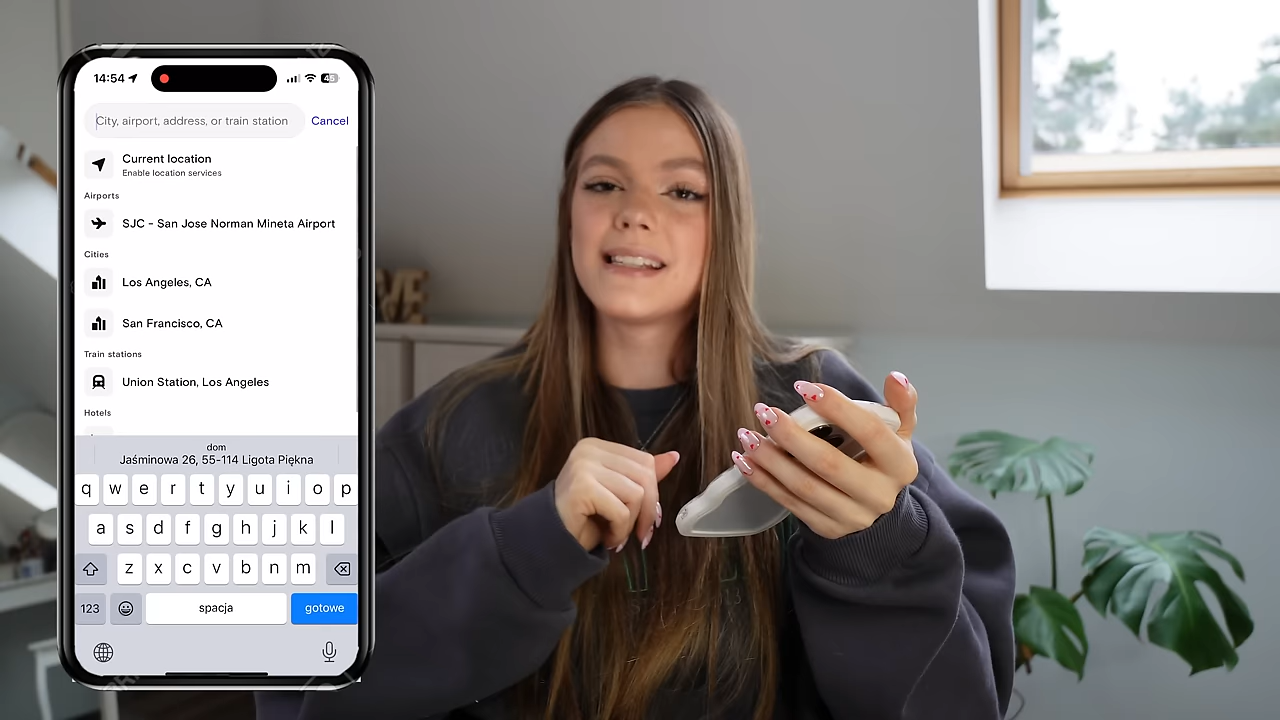 14:54
45
City, airport, address, or train station
Cancel
Current location
Enable location services
Airports
SJC - San Jose Norman Mineta Airport
Cities
Los Angeles, CA
San Francisco, CA
Train stations
Union Station, Los Angeles
Hotels
dom
Jaśminowa 26, 55-114 Ligota Piękna
q w e r t y u i o p
a s d f g h j k l
z x c v b n m
123
spacja
gotowe